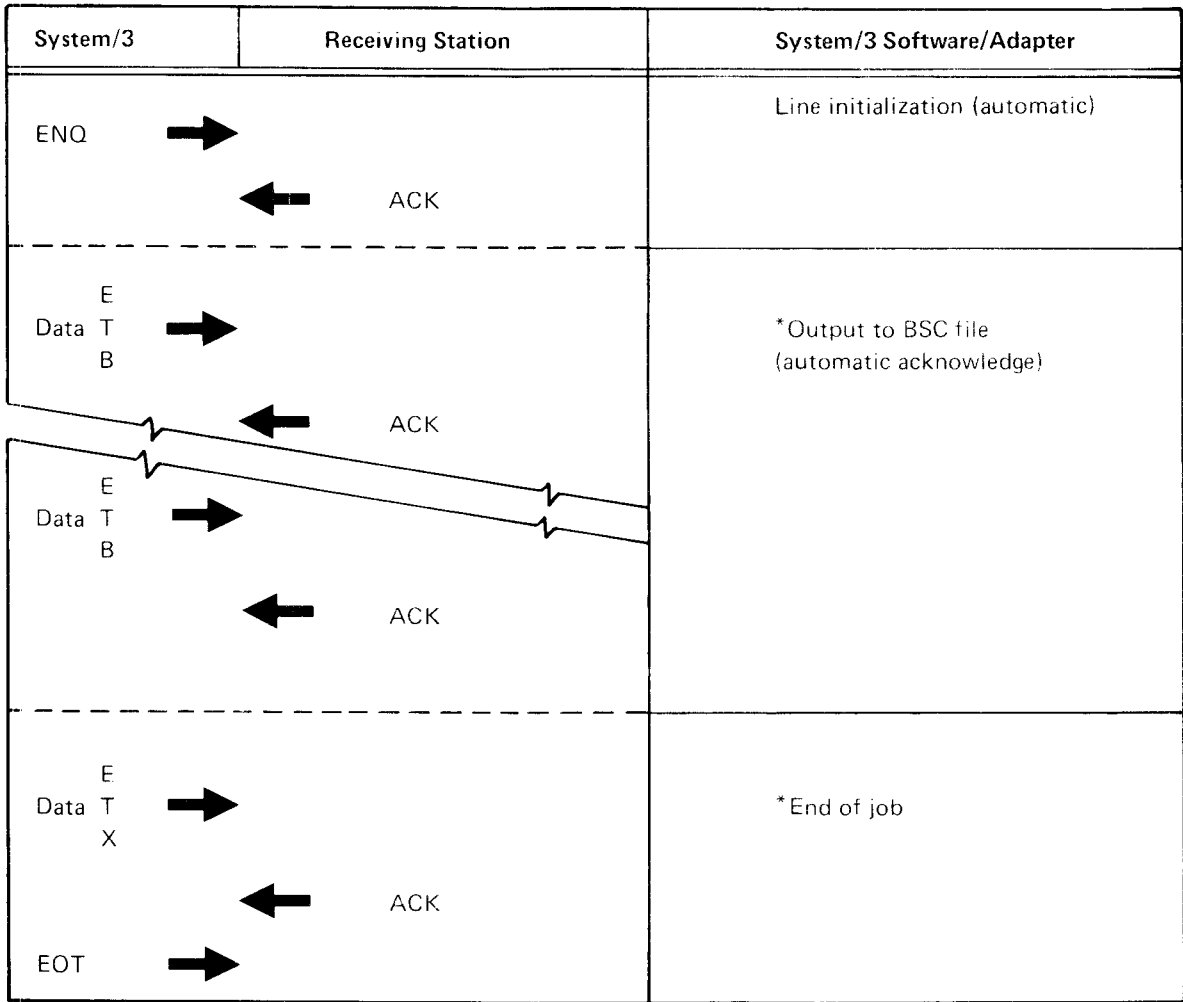 System/3 Receiving Station System/3 Software/Adapter
ENQ Line initialization (automatic)
ACK
E
Data T *Output to BSC file
B (automatic acknowledge)
ACK
E
Data T
B
ACK
E
Data T *End of job
X
ACK
EOT